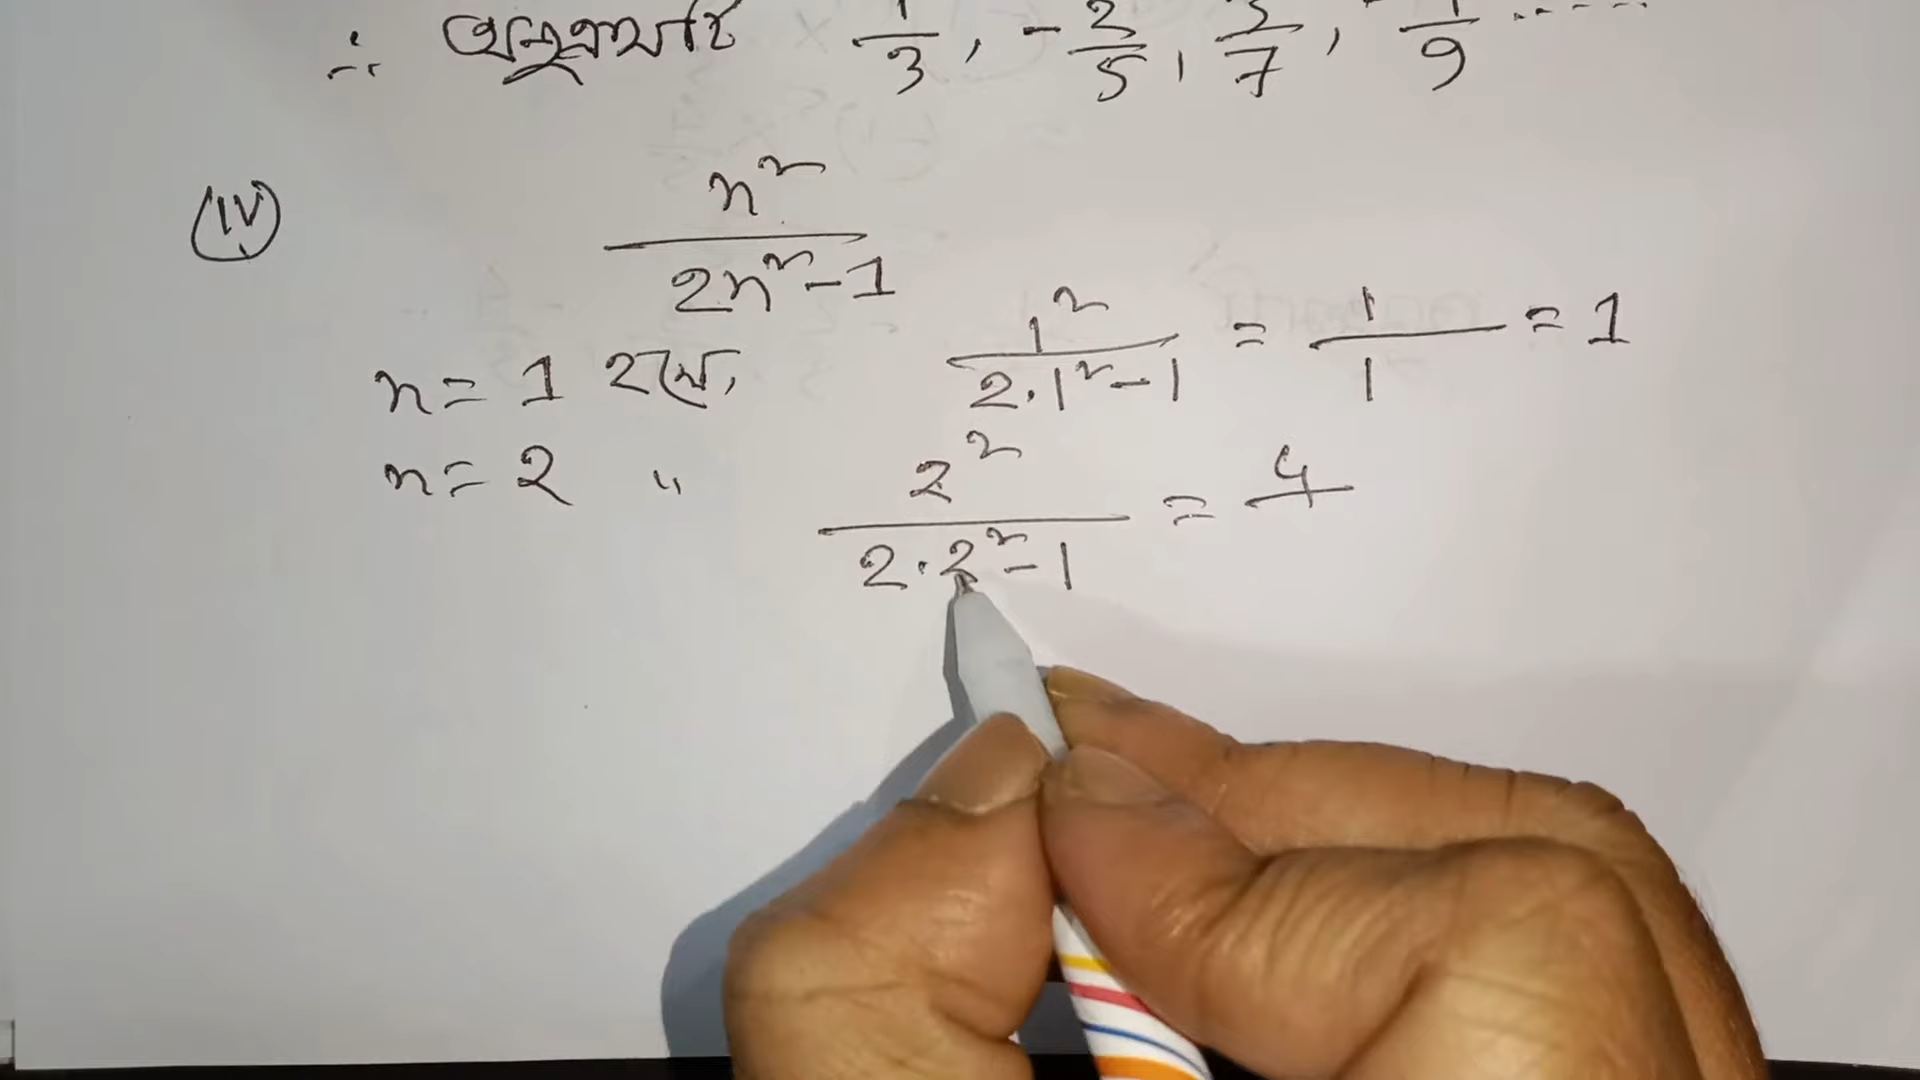 ∴ অনুক্রমটি 1/3, -2/5, 3/7, -4/9 .....
(IV) n²/(2n²-1)
n = 1 হলে, 1²/(2·1²-1) = 1/1 = 1
n = 2 " 2²/(2·2²-1) = 4/